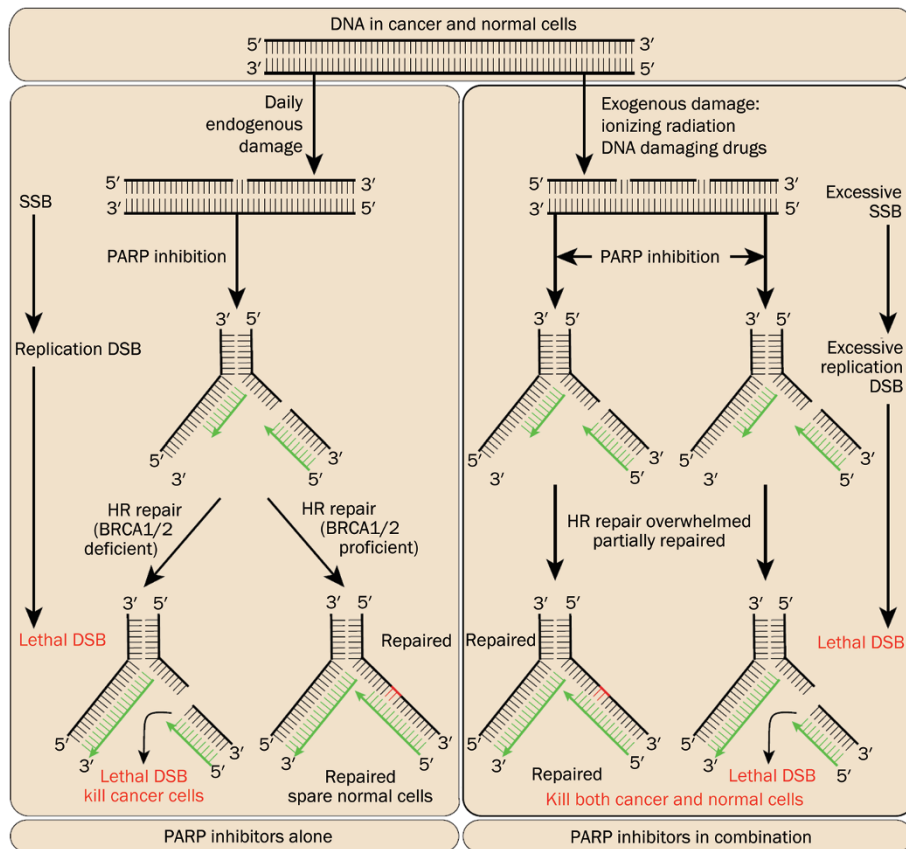 DNA in cancer and normal cells
5′ 3′
3′ 5′
Daily
endogenous
damage
Exogenous damage:
ionizing radiation
DNA damaging drugs
5′ 3′
3′ 5′
SSB
PARP inhibition
3′ 5′
Replication DSB
5′
3′
3′
5′
HR repair
(BRCA1/2
deficient)
HR repair
(BRCA1/2
proficient)
3′ 5′
3′ 5′
Lethal DSB
Repaired
5′
3′
3′
5′
5′
3′
3′
5′
Lethal DSB
kill cancer cells
Repaired
spare normal cells
PARP inhibitors alone
5′ 3′
3′ 5′
Excessive
SSB
PARP inhibition
3′ 5′
3′ 5′
Excessive
replication
DSB
5′
3′
3′
5′
5′
3′
3′
5′
HR repair overwhelmed
partially repaired
3′ 5′
3′ 5′
Repaired
Lethal DSB
5′
3′
3′
5′
5′
3′
3′
5′
Repaired
Lethal DSB
Kill both cancer and normal cells
PARP inhibitors in combination